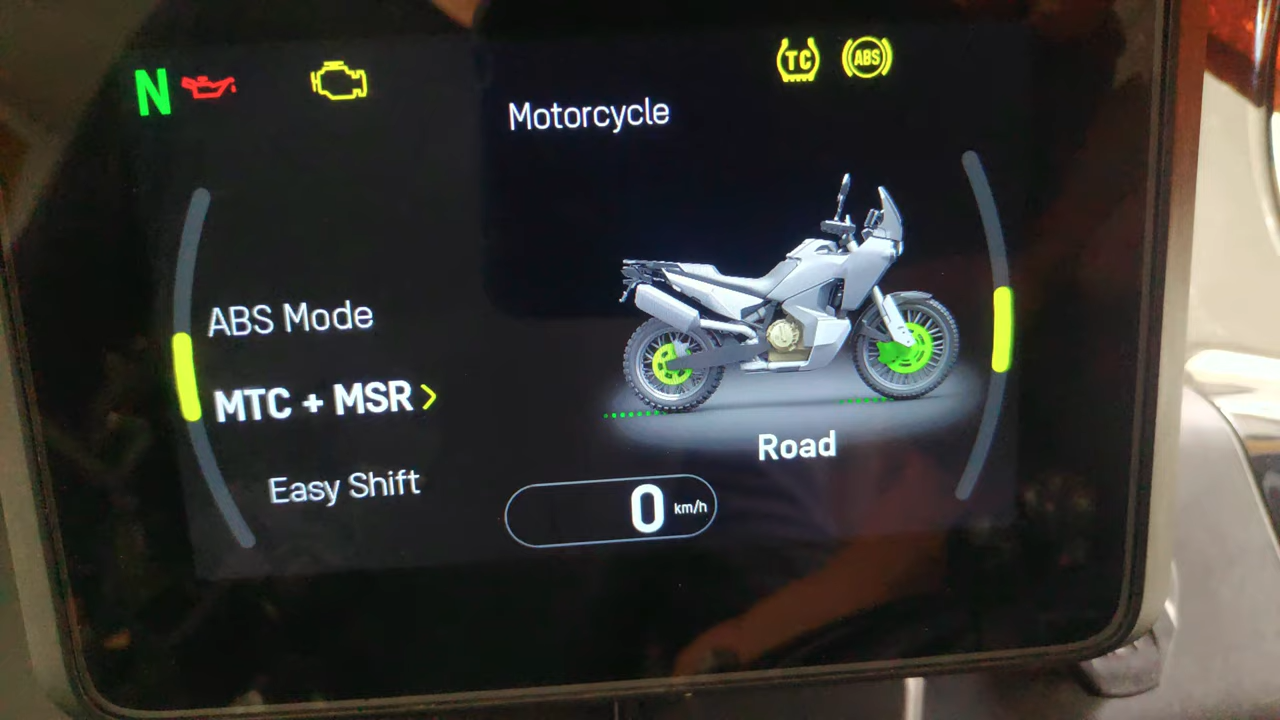 N
TC
ABS
Motorcycle
ABS Mode
MTC + MSR >
Easy Shift
Road
0 km/h